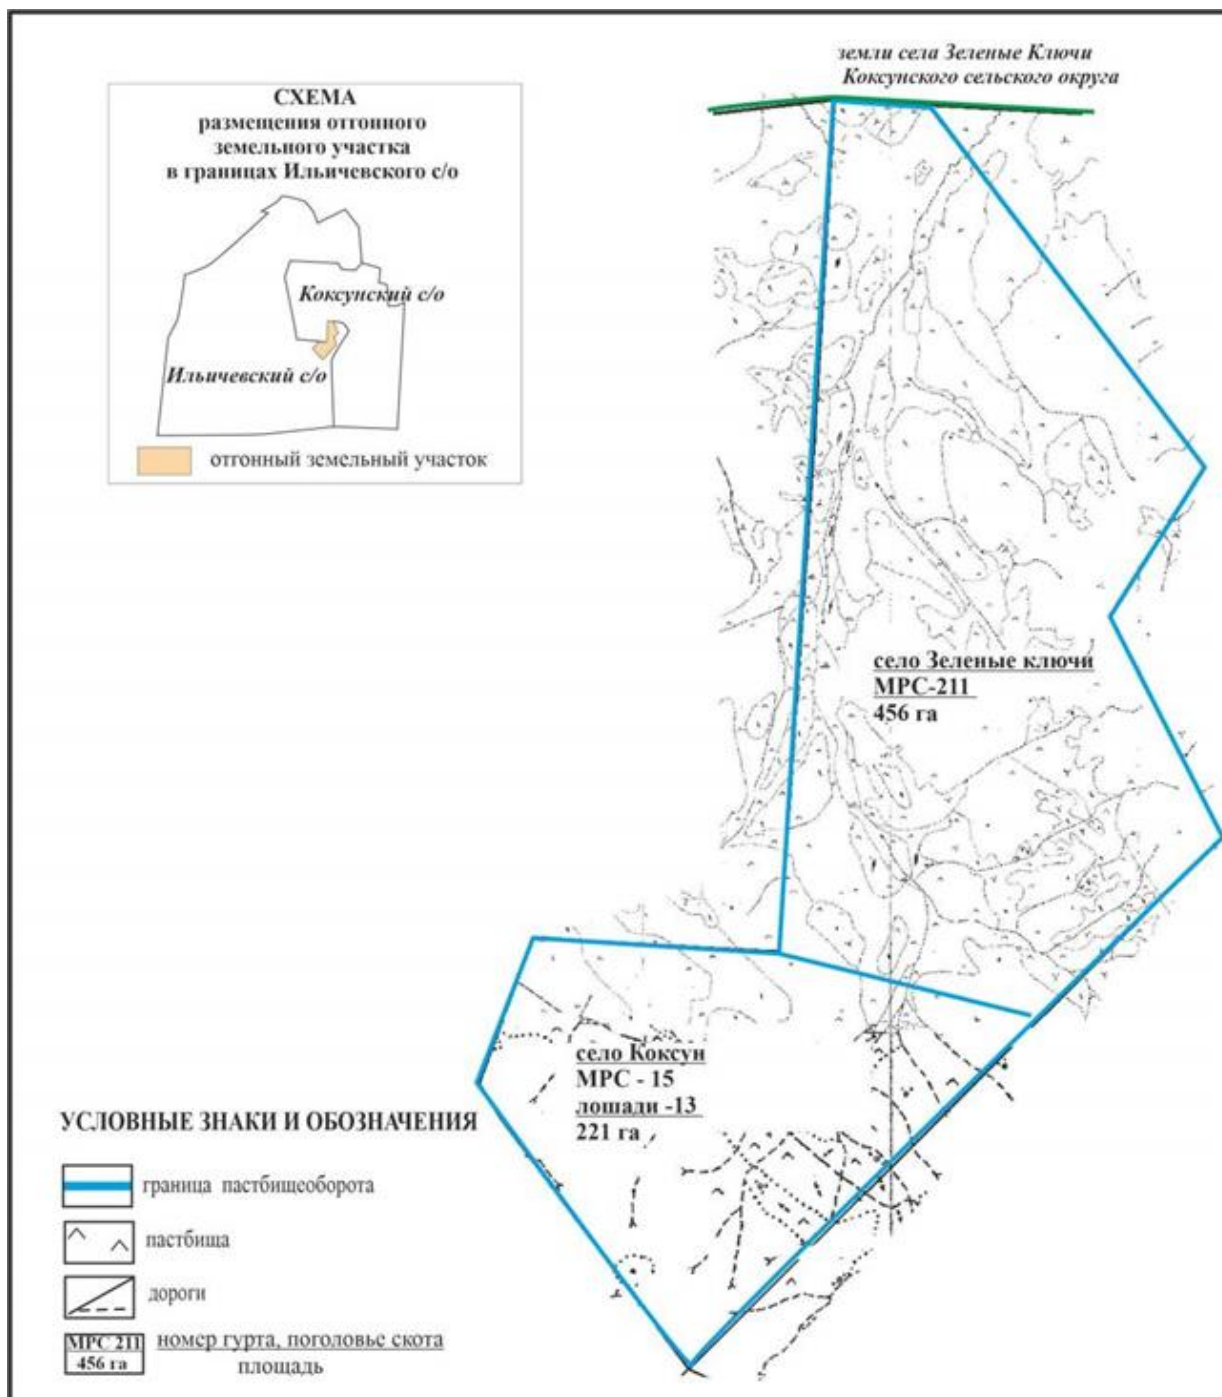 земли села Зеленые Ключи
Коксунского сельского округа
СХЕМА
размещения отгонного
земельного участка
в границах Ильичевского с/о
Коксунский с/о
Ильичевский с/о
отгонный земельный участок
село Зеленые ключи
МРС-211
456 га
село Коксун
МРС - 15
лошади -13
221 га
УСЛОВНЫЕ ЗНАКИ И ОБОЗНАЧЕНИЯ
граница пастбищеоборота
пастбища
дороги
МРС 211
456 га
номер гурта, поголовье скота
площадь